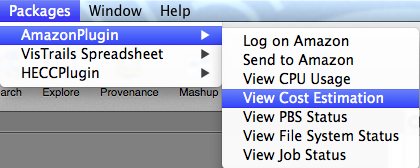 Packages Window Help
AmazonPlugin
VisTrails Spreadsheet
HECCPlugin
Log on Amazon
Send to Amazon
View CPU Usage
View Cost Estimation
View PBS Status
View File System Status
View Job Status
Explore Provenance Mashup